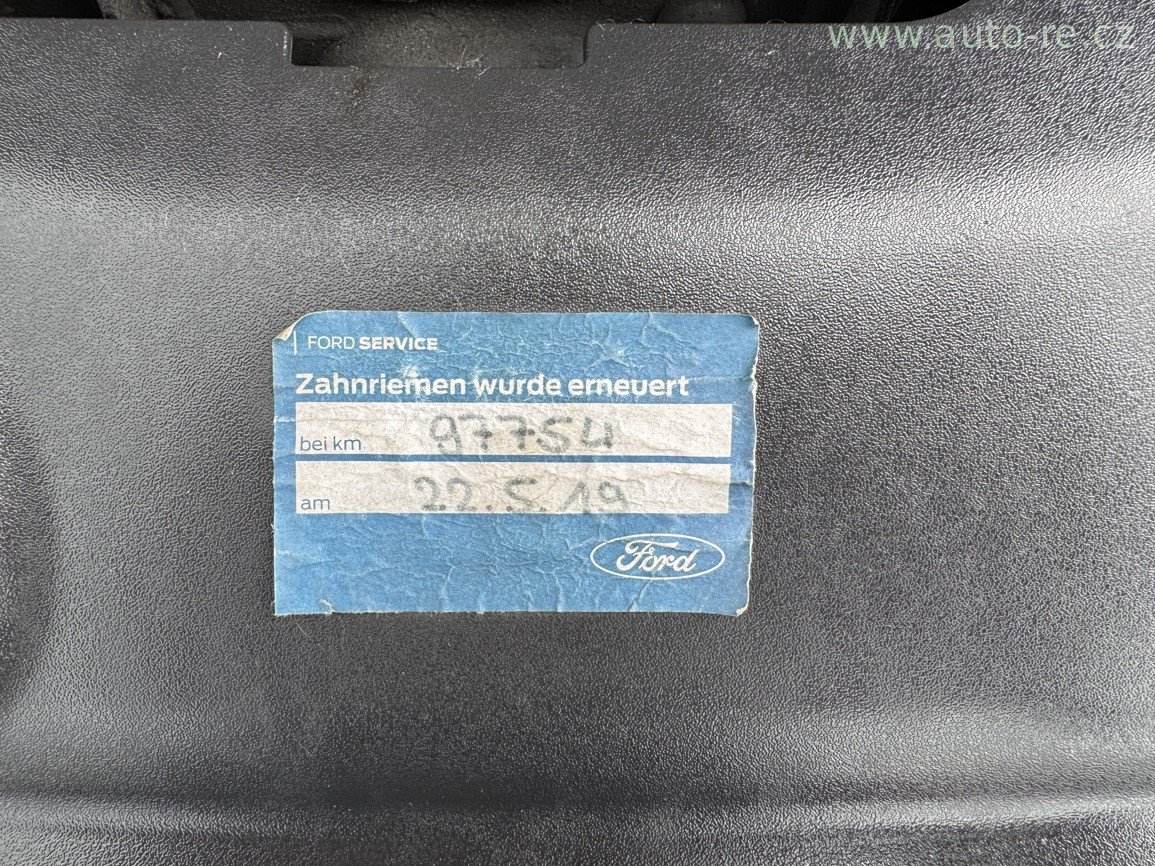 www.auto-re.cz
FORD SERVICE
Zahnriemen wurde erneuert
bei km 97754
am 22.5.19
Ford